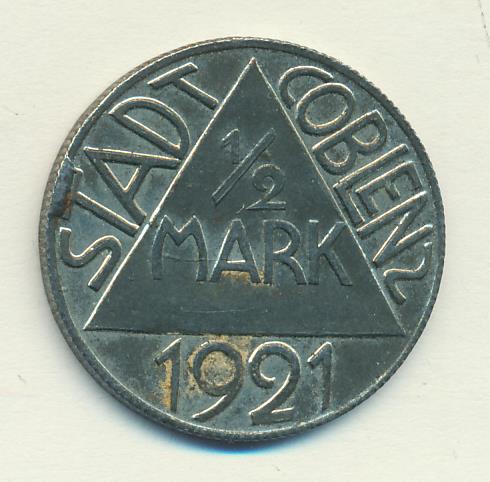 STADT
COBLENZ
1/2
MARK
1921